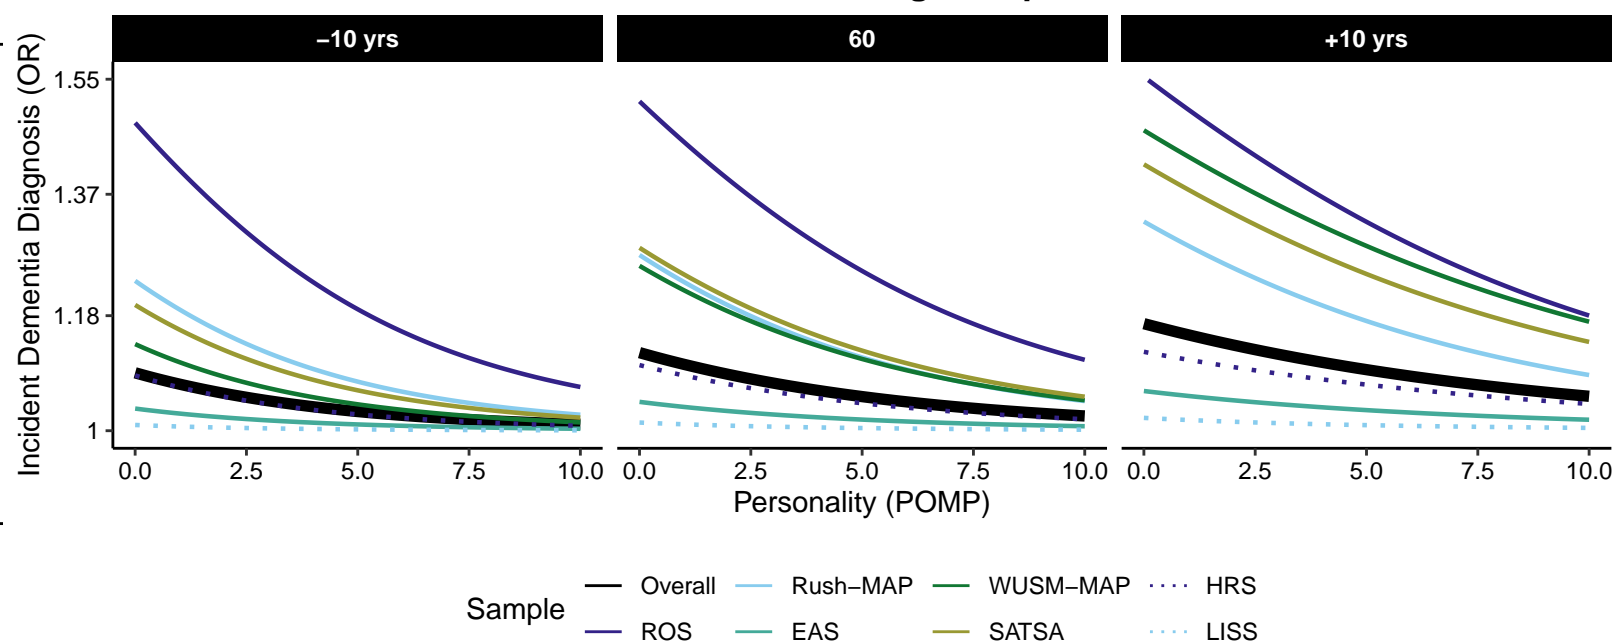 −10 yrs 60 +10 yrs
Incident Dementia Diagnosis (OR)
1.55
1.37
1.18
1
0.0 2.5 5.0 7.5 10.0 0.0 2.5 5.0 7.5 10.0 0.0 2.5 5.0 7.5 10.0
Personality (POMP)
Sample
Overall Rush−MAP WUSM−MAP HRS
ROS EAS SATSA LISS